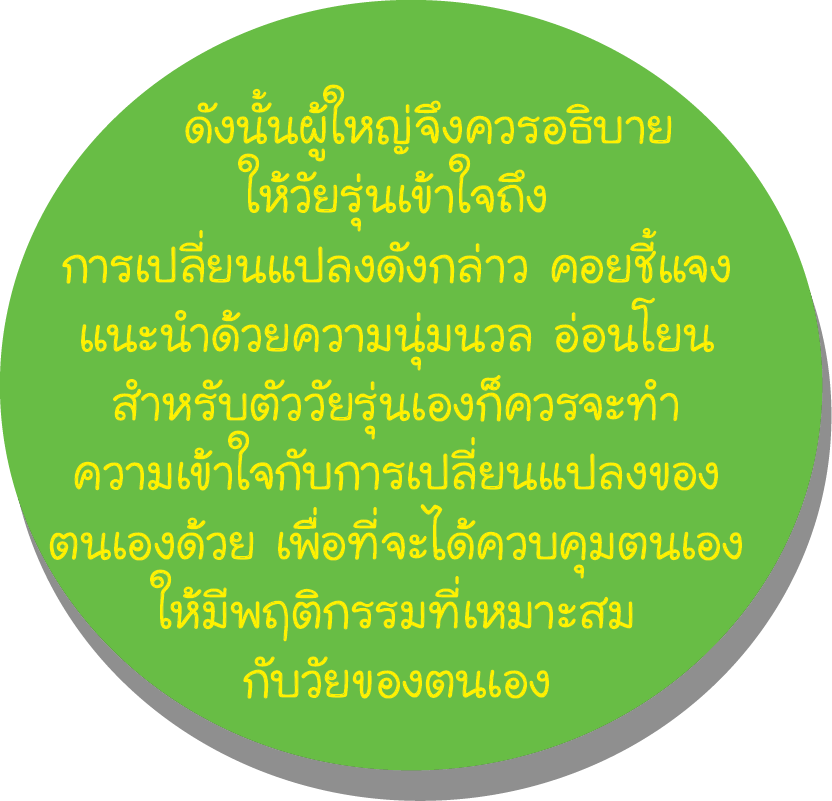 ดังนั้นผู้ใหญ่จึงควรอธิบาย
ให้วัยรุ่นเข้าใจถึง
การเปลี่ยนแปลงดังกล่าว คอยชี้แจง
แนะนำด้วยความนุ่มนวล อ่อนโยน
สำหรับตัววัยรุ่นเองก็ควรจะทำ
ความเข้าใจกับการเปลี่ยนแปลงของ
ตนเองด้วย เพื่อที่จะได้ควบคุมตนเอง
ให้มีพฤติกรรมที่เหมาะสม
กับวัยของตนเอง